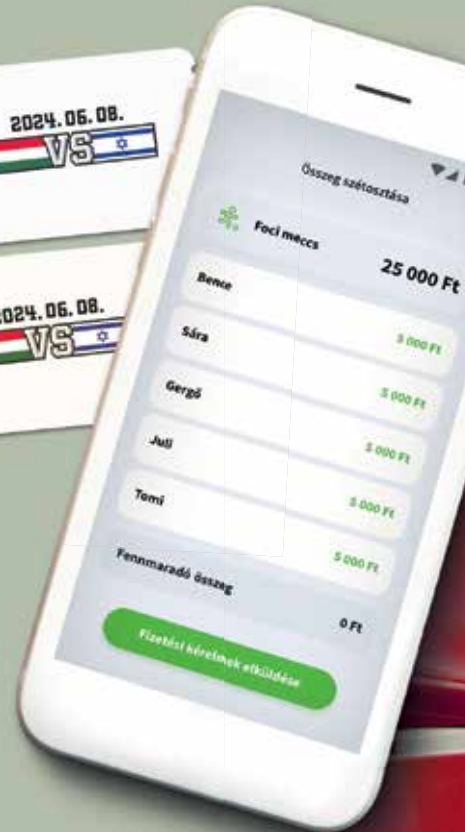 2024. 06. 08.
VS
2024. 06. 08.
VS
Összeg szétosztása
Foci meccs
25 000 Ft
Bence
5 000 Ft
Sára
5 000 Ft
Gergő
5 000 Ft
Juli
5 000 Ft
Tomi
5 000 Ft
Fennmaradó összeg
0 Ft
Fizetési kérelmek elküldése